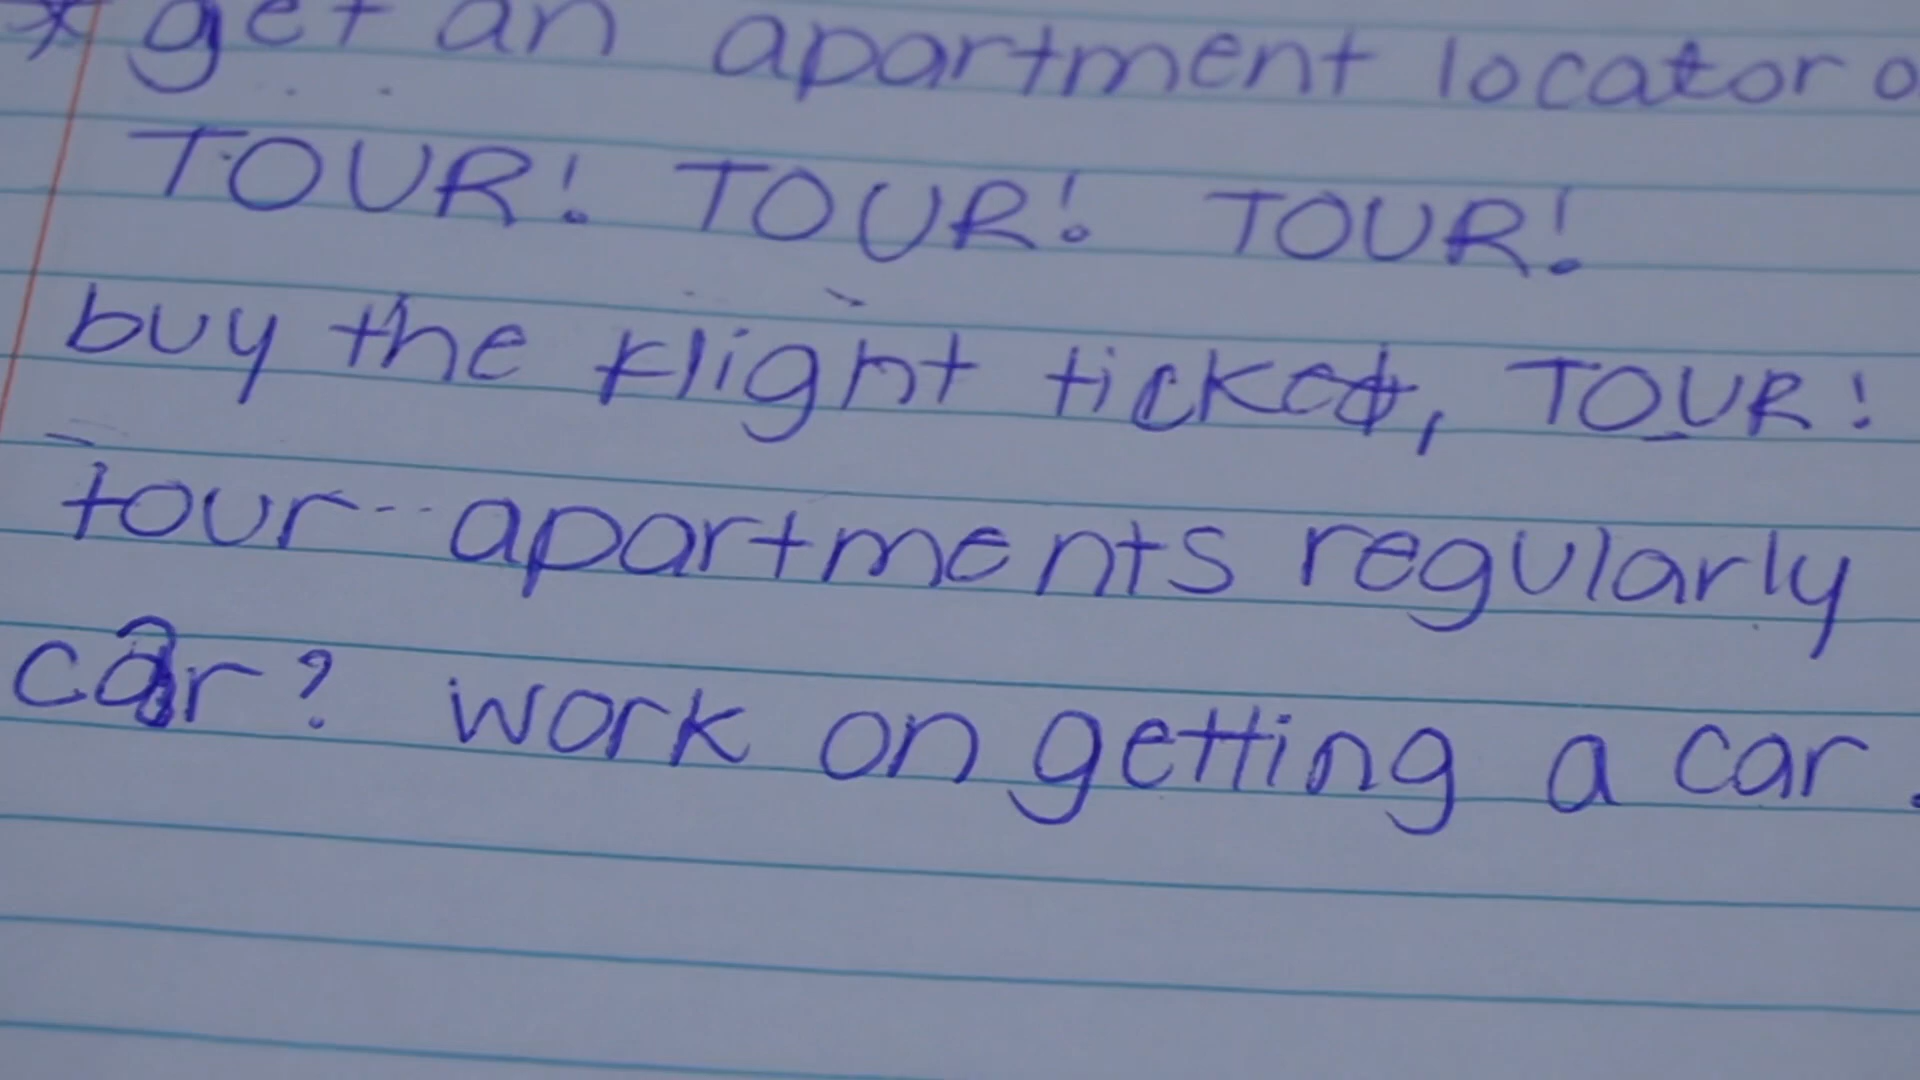 * get an apartment locator o
TOUR! TOUR! TOUR!
buy the flight ticket, TOUR!
tour apartments regularly
car? work on getting a car.